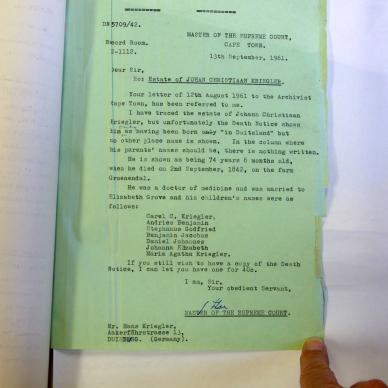 DN5709/42.
MASTER OF THE SUPREME COURT,
Record Room. CAPE TOWN.
S-1112. 13th September, 1961.
Dear Sir,
Re: Estate of JOHAN CHRISTIAAN KRIEGLER.
Your letter of 12th August 1961 to the Archivist
Cape Town, has been referred to me.
I have traced the estate of Johann Christiaan
Kriegler, but unfortunately the Death Notice shows
him as having been born "in Duitsland" but
no other place name is shown. In the column where
his parents' names should be, there is nothing written.
He is shown as being 74 years 8 months old,
when he died on 2nd September, 1842, on the farm
Groenendal.
He was a doctor of medicine and was married to
Elizabeth Grove and his children's names were as
follows:
Carel C. Kriegler,
Andries Benjamin
Stephanus Godfried
Benjamin Jacobus
Daniel Johannes
Johanna Elizabeth
Maria Agatha Kriegler.
If you still wish to have a copy of the Death
Notice, I can let you have one for 40c.
I am, Sir,
Your obedient Servant,
MASTER OF THE SUPREME COURT.
Mr. Hans Kriegler,
Aakerfährstrasse 13,
DUISBURG. (Germany).